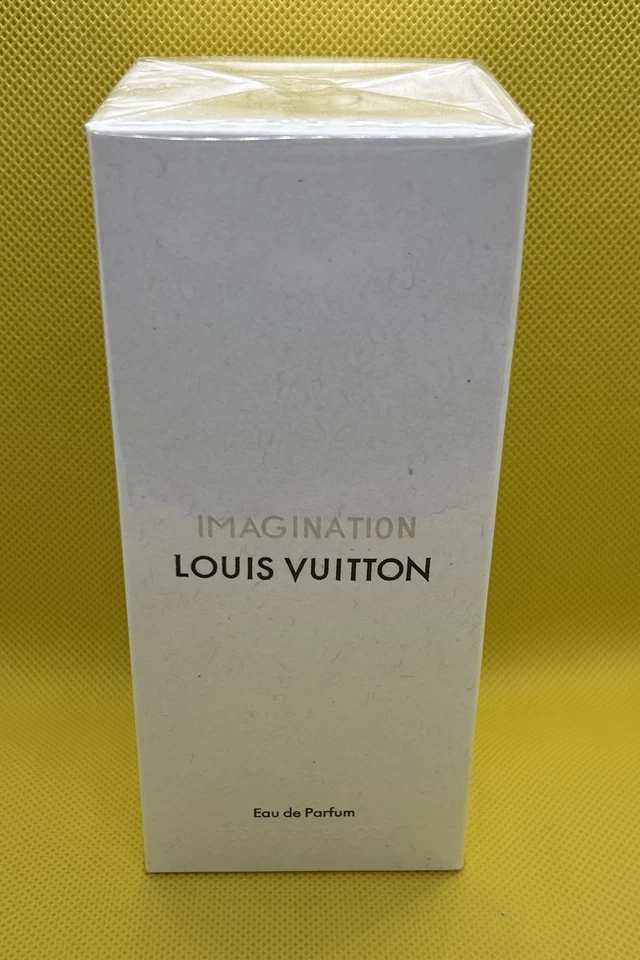 IMAGINATION
LOUIS VUITTON
Eau de Parfum